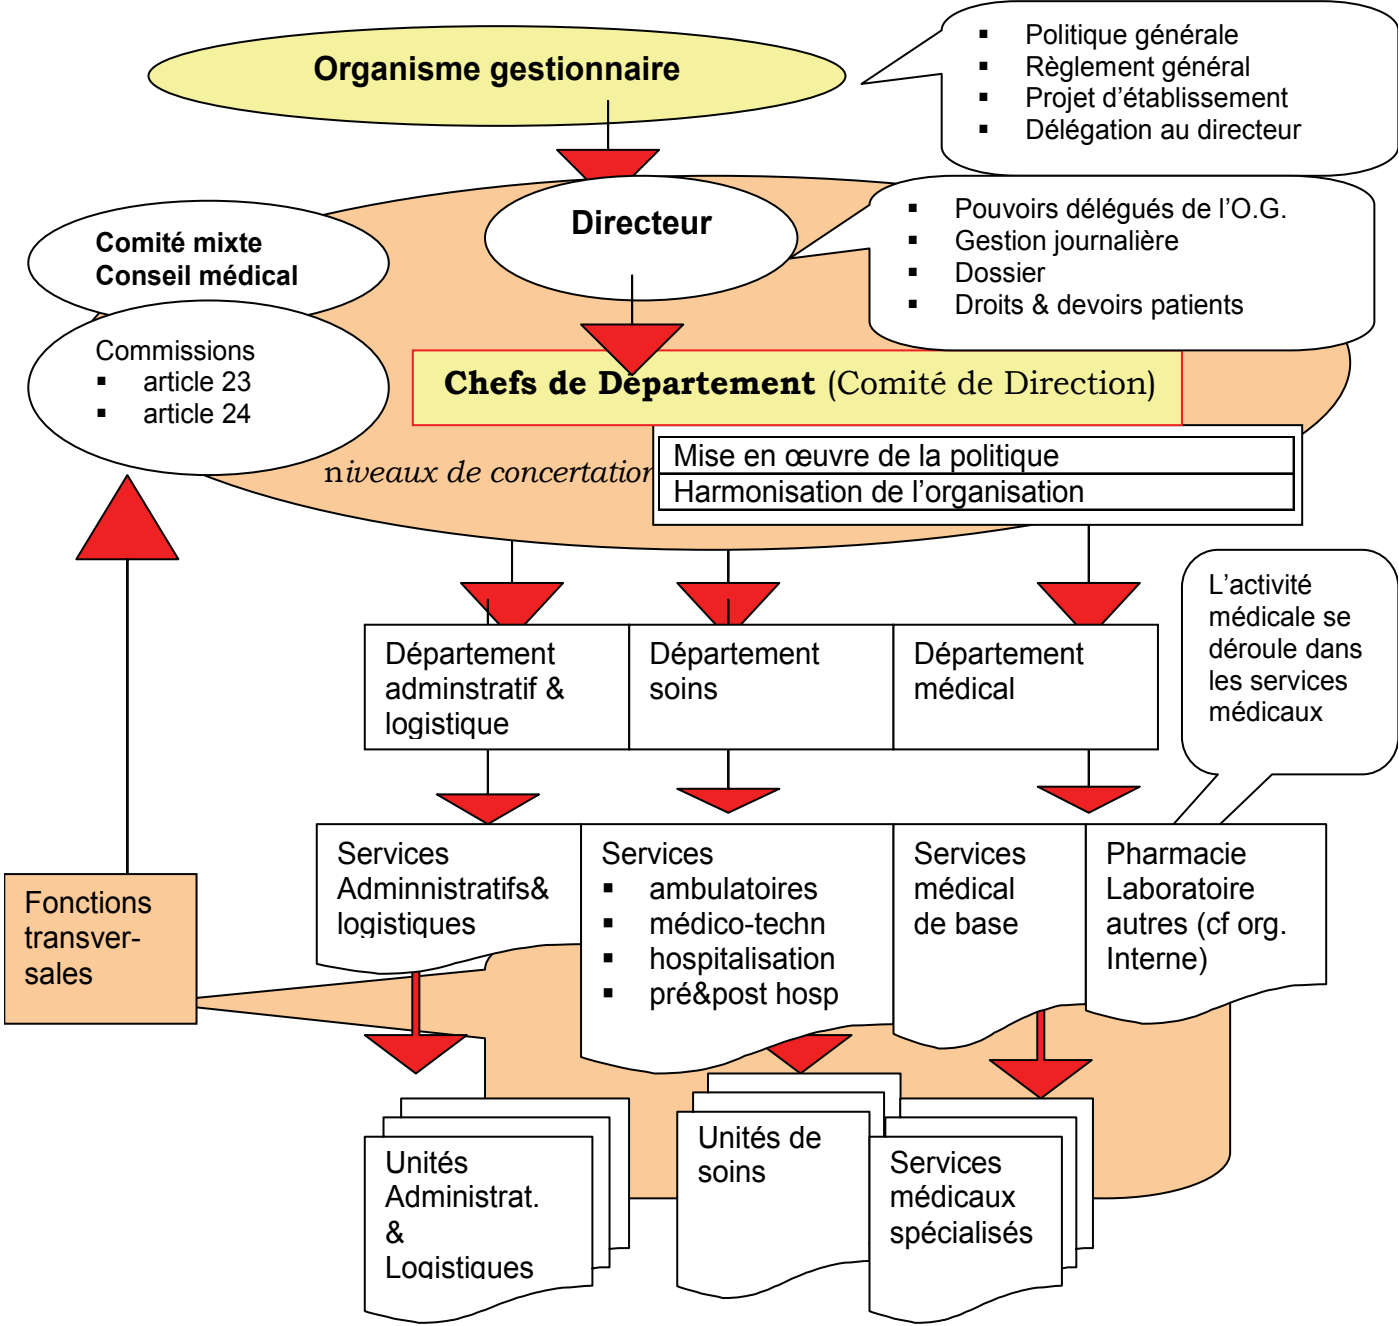 Organisme gestionnaire
▪ Politique générale
▪ Règlement général
▪ Projet d'établissement
▪ Délégation au directeur
Directeur
▪ Pouvoirs délégués de l'O.G.
▪ Gestion journalière
▪ Dossier
▪ Droits & devoirs patients
Comité mixte
Conseil médical
Commissions
▪ article 23
▪ article 24
Chefs de Département (Comité de Direction)
niveaux de concertation
Mise en œuvre de la politique
Harmonisation de l'organisation
L'activité
médicale se
déroule dans
les services
médicaux
Département
adminstratif &
logistique
Département
soins
Département
médical
Services
Adminnistratifs&
logistiques
Services
▪ ambulatoires
▪ médico-techn
▪ hospitalisation
▪ pré&post hosp
Services
médical
de base
Pharmacie
Laboratoire
autres (cf org.
Interne)
Fonctions
transver-
sales
Unités
Administrat.
&
Logistiques
Unités de
soins
Services
médicaux
spécialisés